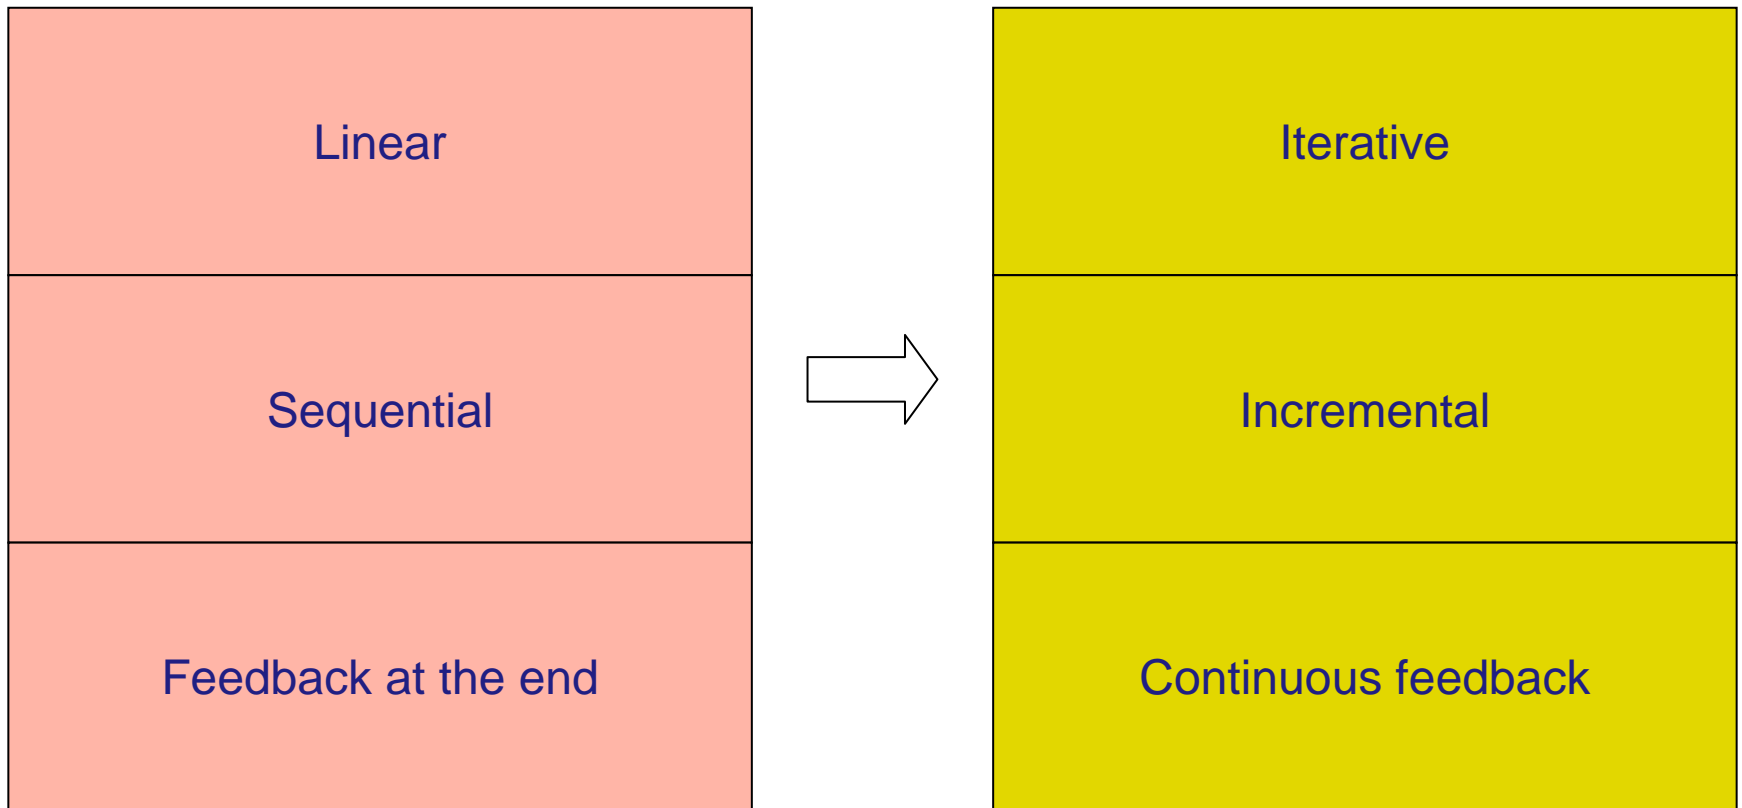 Linear
Sequential
Feedback at the end
Iterative
Incremental
Continuous feedback